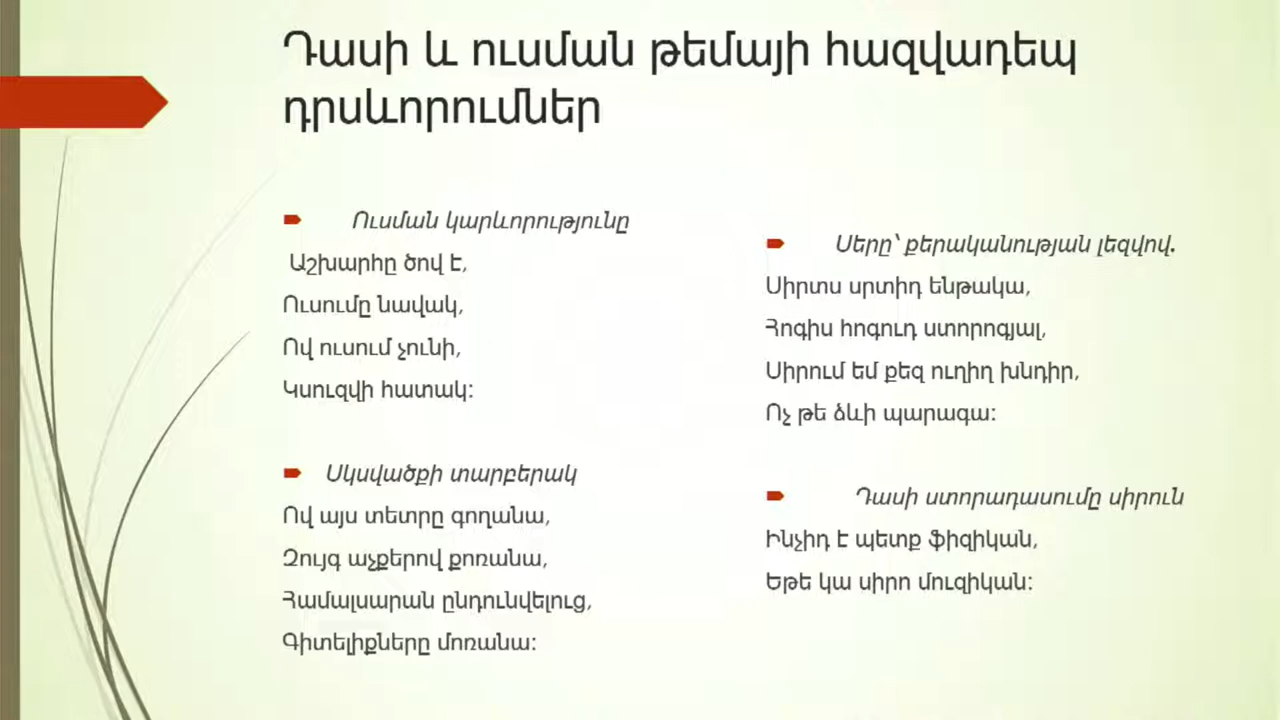 Դասի և ուսման թեմայի հազվադեպ
դրսևորումներ
Ուսման կարևորությունը
Աշխարհը ծով է,
Ուսումը նավակ,
Ով ուսում չունի,
Կսուզվի հատակ:
Սկսվածքի տարբերակ
Ով այս տետրը գողանա,
Զույգ աչքերով քոռանա,
Համալսարան ընդունվելուց,
Գիտելիքները մոռանա:
Սերը՝ քերականության լեզվով.
Սիրտս սրտիդ ենթակա,
Հոգիս հոգուդ ստորոգյալ,
Սիրում եմ քեզ ուղիղ խնդիր,
Ոչ թե ձևի պարագա:
Դասի ստորադասումը սիրուն
Ինչիդ է պետք ֆիզիկան,
Եթե կա սիրո մուզիկան: